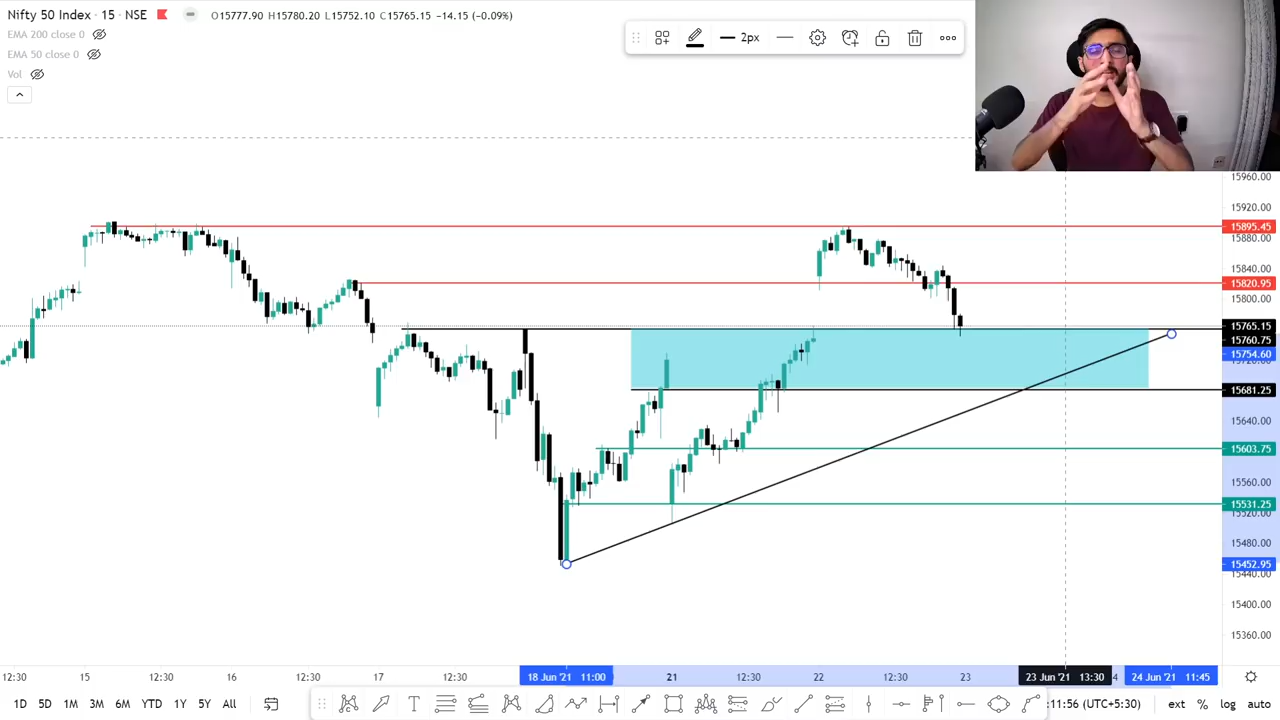 Nifty 50 Index · 15 · NSE
O15777.90 H15780.20 L15752.10 C15765.15 -14.15 (-0.09%)
EMA 200 close 0
EMA 50 close 0
Vol
2px
15960.00
15920.00
15895.45
15880.00
15840.00
15820.95
15800.00
15765.15
15760.75
15754.60
15681.25
15640.00
15603.75
15560.00
15531.25
15520.00
15480.00
15452.95
15440.00
15400.00
15360.00
12:30
15
12:30
16
12:30
17
12:30
18 Jun '21 11:00
21
12:30
22
12:30
23
23 Jun '21 13:30
4
24 Jun '21 11:45
1D 5D 1M 3M 6M YTD 1Y 5Y All
:11:56 (UTC+5:30)
ext % log auto